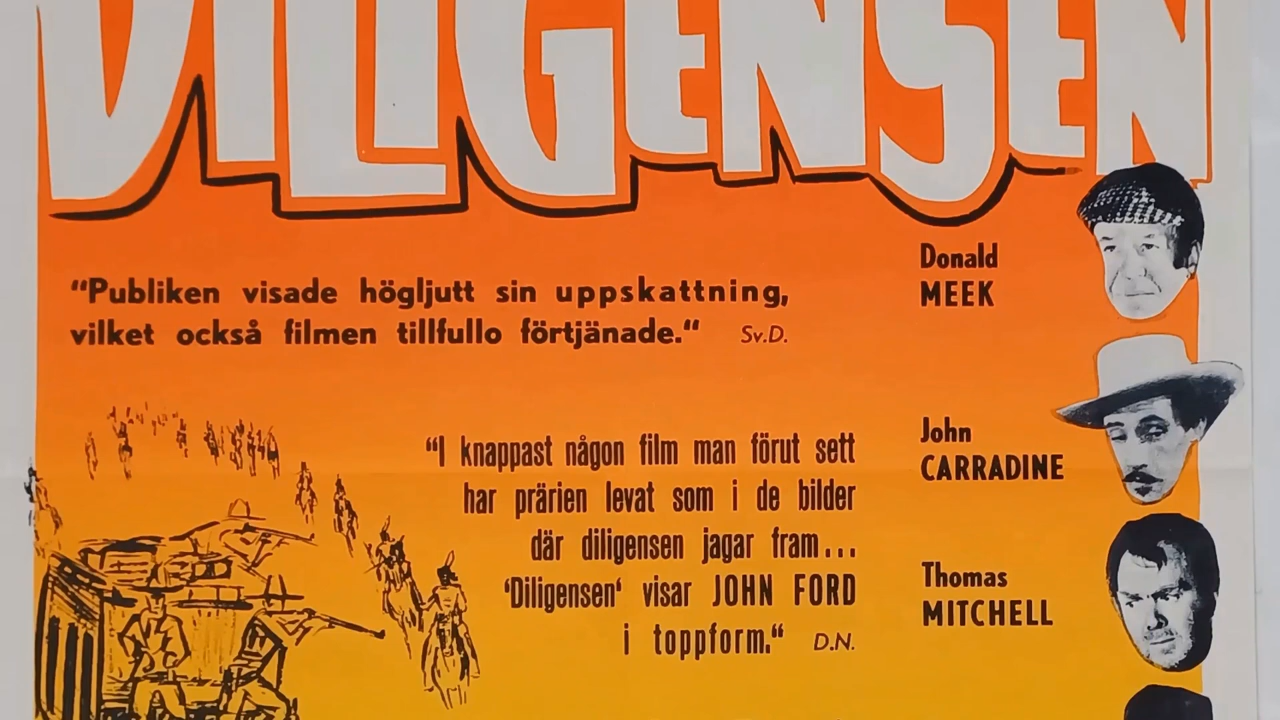 DILIGENSEN
“Publiken visade högljutt sin uppskattning,
vilket också filmen tillfullo förtjänade.“ Sv.D.
“I knappast någon film man förut sett
har prärien levat som i de bilder
där diligensen jagar fram...
'Diligensen' visar JOHN FORD
i toppform.“ D.N.
Donald
MEEK
John
CARRADINE
Thomas
MITCHELL